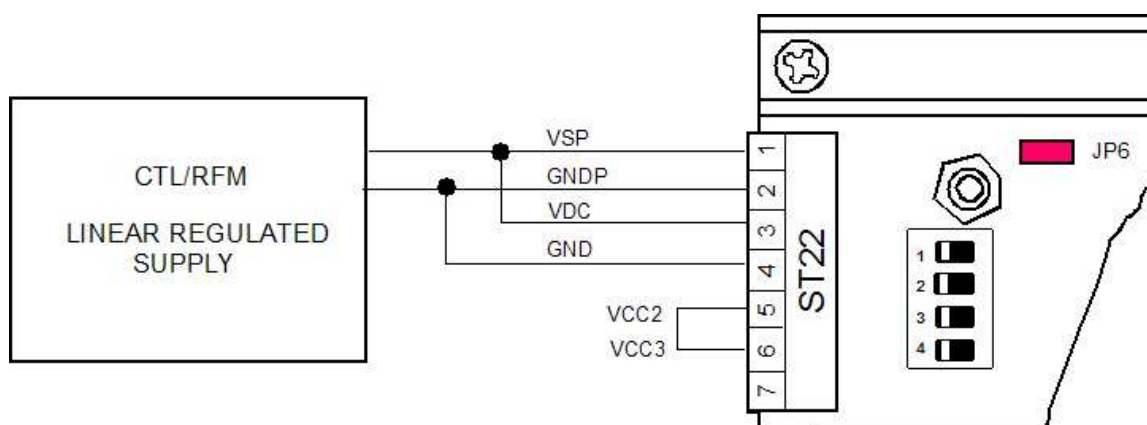 CTL/RFM
LINEAR REGULATED
SUPPLY
VSP
GNDP
VDC
GND
VCC2
VCC3
1
2
3
4
5
6
7
ST22
JP6
1
2
3
4